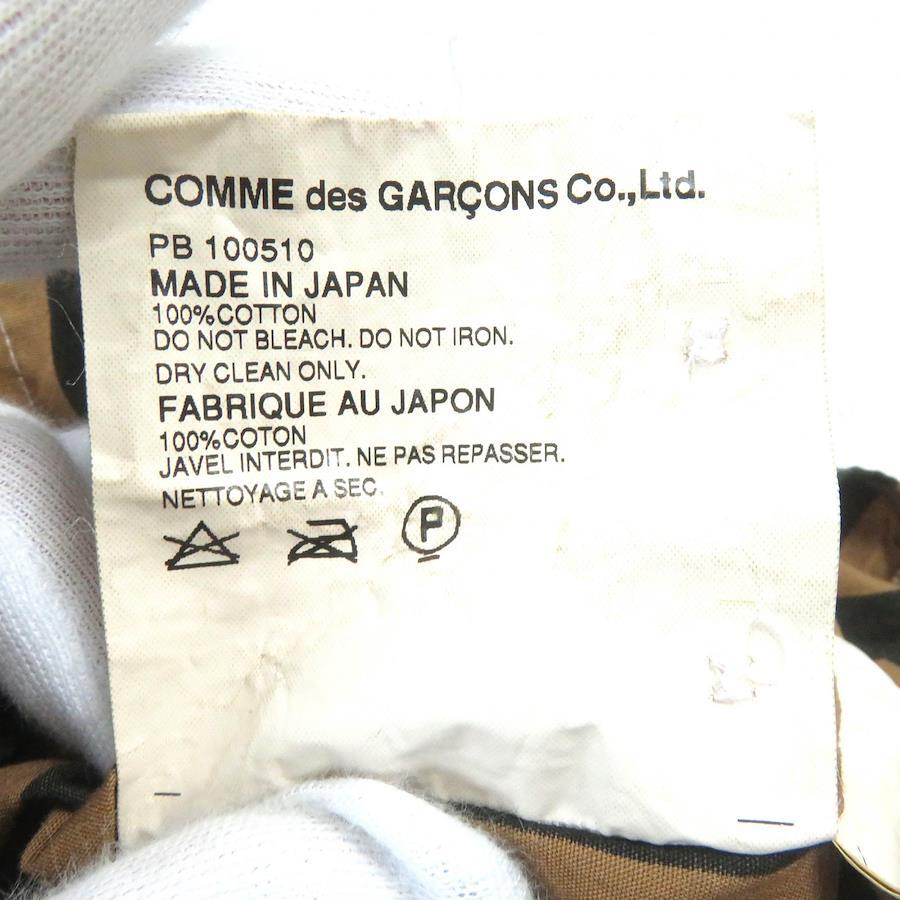 COMME des GARÇONS Co.,Ltd.
PB 100510
MADE IN JAPAN
100%COTTON
DO NOT BLEACH. DO NOT IRON.
DRY CLEAN ONLY.
FABRIQUE AU JAPON
100%COTON
JAVEL INTERDIT. NE PAS REPASSER.
NETTOYAGE A SEC.
P